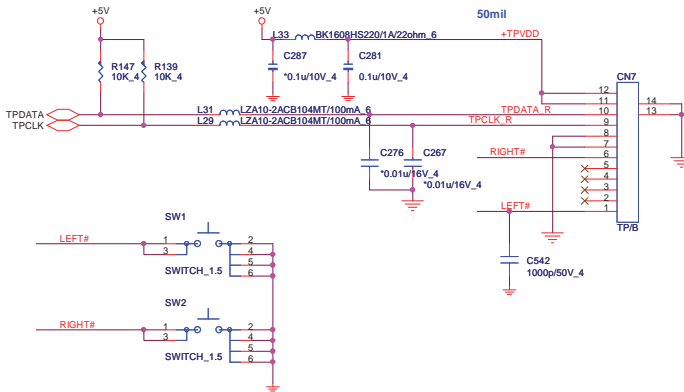 +5V
+5V
50mil
L33 BK1608HS220/1A/22ohm_6
+TPVDD
R147
10K_4
R139
10K_4
C287
*0.1u/10V_4
C281
0.1u/10V_4
CN7
12
11
10
9
8
7
6
5
4
3
2
1
14
13
TP/B
TPDATA
L31 LZA10-2ACB104MT/100mA_6
TPDATA_R
TPCLK
L29 LZA10-2ACB104MT/100mA_6
TPCLK_R
C276
*0.01u/16V_4
C267
*0.01u/16V_4
RIGHT#
LEFT#
C542
1000p/50V_4
SW1
LEFT#
1
3
2
4
5
6
SWITCH_1.5
SW2
RIGHT#
1
3
2
4
5
6
SWITCH_1.5